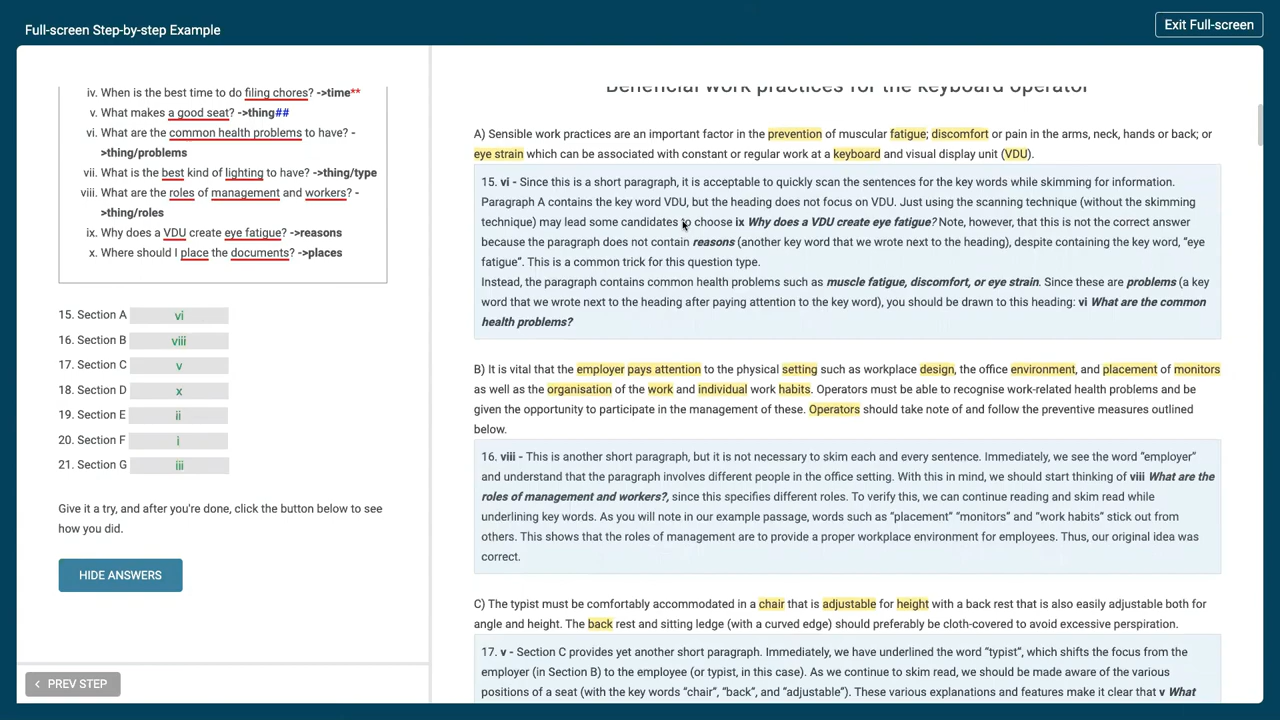 Full-screen Step-by-step Example
Exit Full-screen
iv. When is the best time to do filing chores? ->time**
v. What makes a good seat? ->thing##
vi. What are the common health problems to have? -
>thing/problems
vii. What is the best kind of lighting to have? ->thing/type
viii. What are the roles of management and workers? -
>thing/roles
ix. Why does a VDU create eye fatigue? ->reasons
x. Where should I place the documents? ->places
15. Section A vi
16. Section B viii
17. Section C v
18. Section D x
19. Section E ii
20. Section F i
21. Section G iii
Give it a try, and after you're done, click the button below to see
how you did.
HIDE ANSWERS
PREV STEP
Beneficial work practices for the keyboard operator
A) Sensible work practices are an important factor in the prevention of muscular fatigue; discomfort or pain in the arms, neck, hands or back; or
eye strain which can be associated with constant or regular work at a keyboard and visual display unit (VDU).
15. vi - Since this is a short paragraph, it is acceptable to quickly scan the sentences for the key words while skimming for information.
Paragraph A contains the key word VDU, but the heading does not focus on VDU. Just using the scanning technique (without the skimming
technique) may lead some candidates to choose ix Why does a VDU create eye fatigue? Note, however, that this is not the correct answer
because the paragraph does not contain reasons (another key word that we wrote next to the heading), despite containing the key word, “eye
fatigue”. This is a common trick for this question type.
Instead, the paragraph contains common health problems such as muscle fatigue, discomfort, or eye strain. Since these are problems (a key
word that we wrote next to the heading after paying attention to the key word), you should be drawn to this heading: vi What are the common
health problems?
B) It is vital that the employer pays attention to the physical setting such as workplace design, the office environment, and placement of monitors
as well as the organisation of the work and individual work habits. Operators must be able to recognise work-related health problems and be
given the opportunity to participate in the management of these. Operators should take note of and follow the preventive measures outlined
below.
16. viii - This is another short paragraph, but it is not necessary to skim each and every sentence. Immediately, we see the word “employer”
and understand that the paragraph involves different people in the office setting. With this in mind, we should start thinking of viii What are the
roles of management and workers?, since this specifies different roles. To verify this, we can continue reading and skim read while
underlining key words. As you will note in our example passage, words such as “placement” “monitors” and “work habits” stick out from
others. This shows that the roles of management are to provide a proper workplace environment for employees. Thus, our original idea was
correct.
C) The typist must be comfortably accommodated in a chair that is adjustable for height with a back rest that is also easily adjustable both for
angle and height. The back rest and sitting ledge (with a curved edge) should preferably be cloth-covered to avoid excessive perspiration.
17. v - Section C provides yet another short paragraph. Immediately, we have underlined the word “typist”, which shifts the focus from the
employer (in Section B) to the employee (or typist, in this case). As we continue to skim read, we should be made aware of the various
positions of a seat (with the key words “chair”, “back”, and “adjustable”). These various explanations and features make it clear that v What